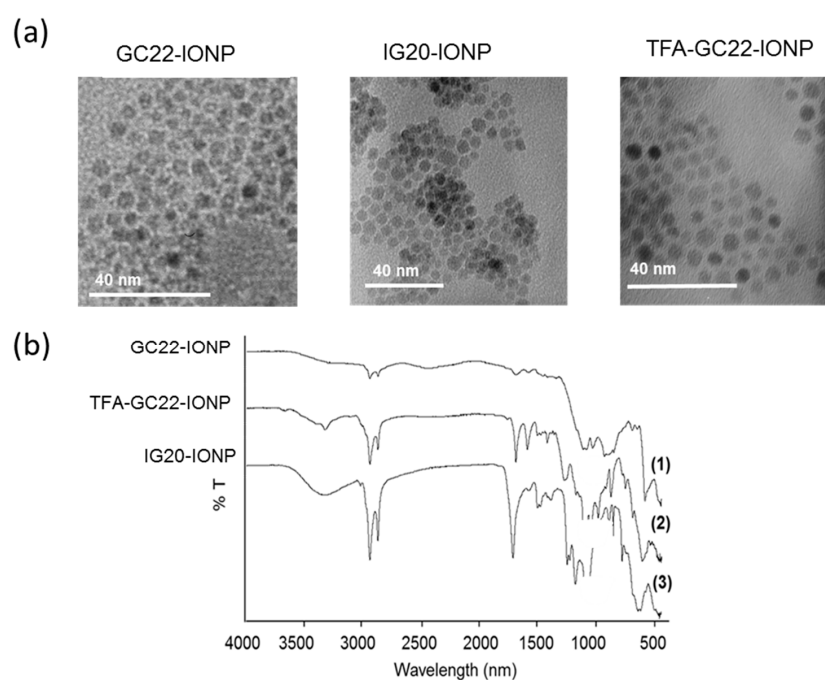 (a)
GC22-IONP
IG20-IONP
TFA-GC22-IONP
40 nm
40 nm
40 nm
(b)
GC22-IONP
TFA-GC22-IONP
IG20-IONP
% T
(1)
(2)
(3)
4000 3500 3000 2500 2000 1500 1000 500
Wavelength (nm)